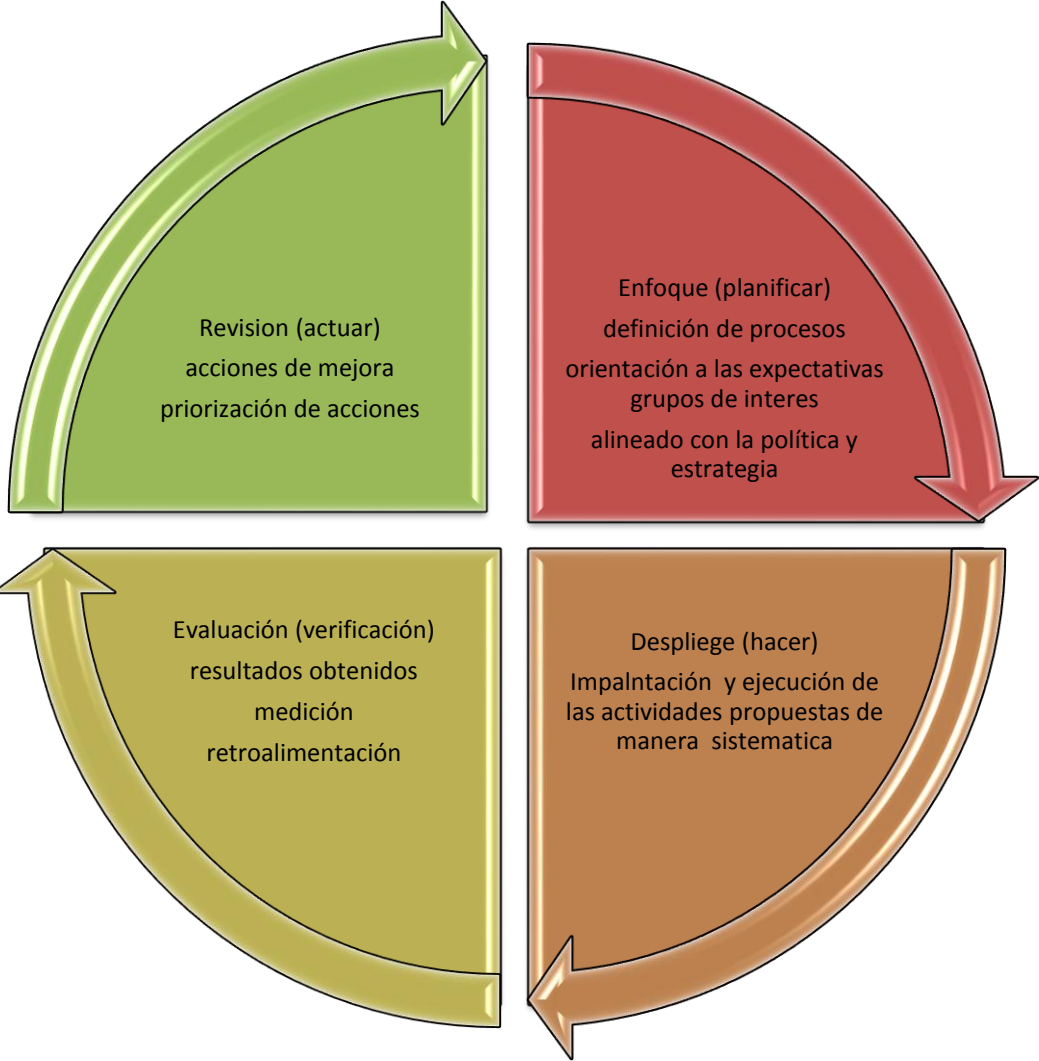 Revision (actuar)
acciones de mejora
priorización de acciones
Enfoque (planificar)
definición de procesos
orientación a las expectativas
grupos de interes
alineado con la política y
estrategia
Evaluación (verificación)
resultados obtenidos
medición
retroalimentación
Despliege (hacer)
Impalntación y ejecución de
las actividades propuestas de
manera sistematica